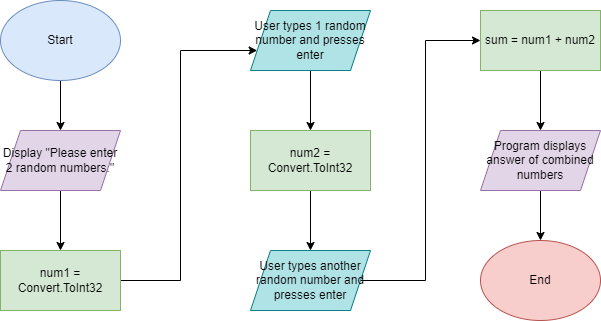 Start
Display "Please enter
2 random numbers."
num1 =
Convert.ToInt32
User types 1 random
number and presses
enter
num2 =
Convert.ToInt32
User types another
random number and
presses enter
sum = num1 + num2
Program displays
answer of combined
numbers
End